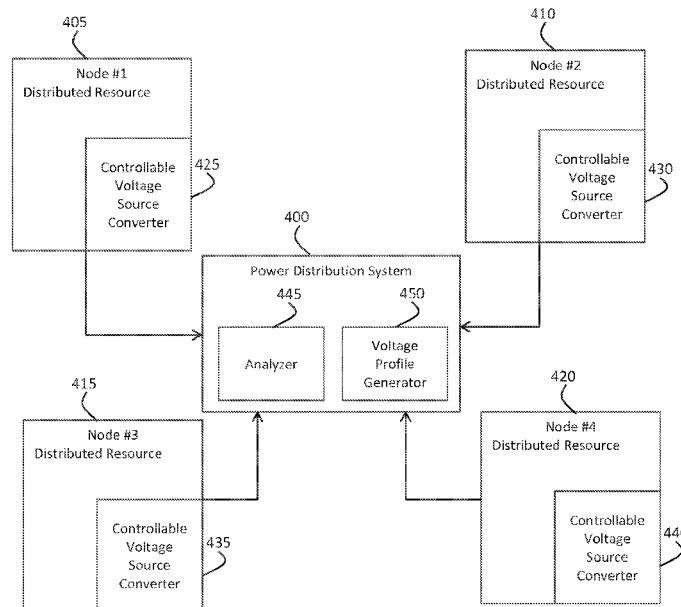 405
Node #1
Distributed Resource
Controllable
Voltage
Source
Converter
425
410
Node #2
Distributed Resource
Controllable
Voltage
Source
Converter
430
400
Power Distribution System
445
Analyzer
450
Voltage
Profile
Generator
415
Node #3
Distributed Resource
Controllable
Voltage
Source
Converter
435
420
Node #4
Distributed Resource
Controllable
Voltage
Source
Converter